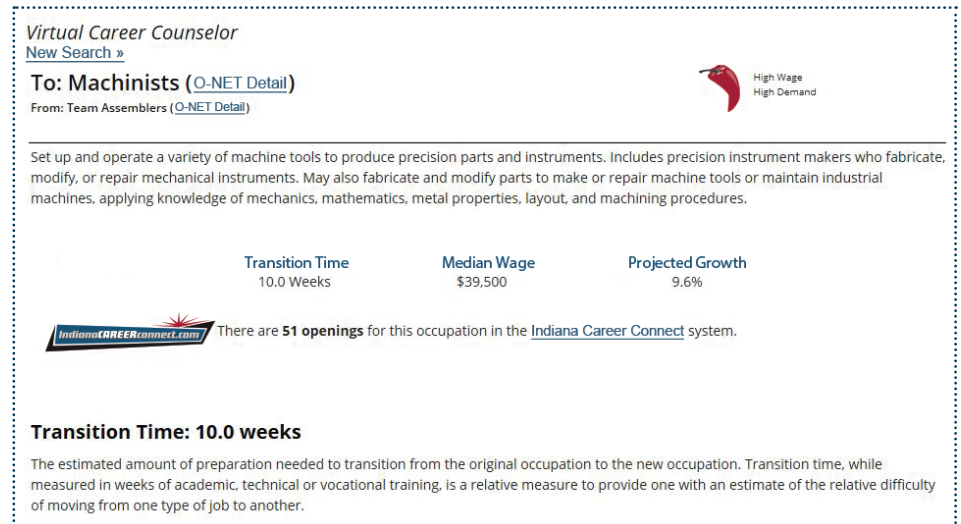 Virtual Career Counselor
New Search »
To: Machinists (O-NET Detail)
From: Team Assemblers (O-NET Detail)
High Wage
High Demand
Set up and operate a variety of machine tools to produce precision parts and instruments. Includes precision instrument makers who fabricate,
modify, or repair mechanical instruments. May also fabricate and modify parts to make or repair machine tools or maintain industrial
machines, applying knowledge of mechanics, mathematics, metal properties, layout, and machining procedures.
Transition Time Median Wage Projected Growth
10.0 Weeks $39,500 9.6%
IndianaCAREERconnect.com There are 51 openings for this occupation in the Indiana Career Connect system.
Transition Time: 10.0 weeks
The estimated amount of preparation needed to transition from the original occupation to the new occupation. Transition time, while
measured in weeks of academic, technical or vocational training, is a relative measure to provide one with an estimate of the relative difficulty
of moving from one type of job to another.